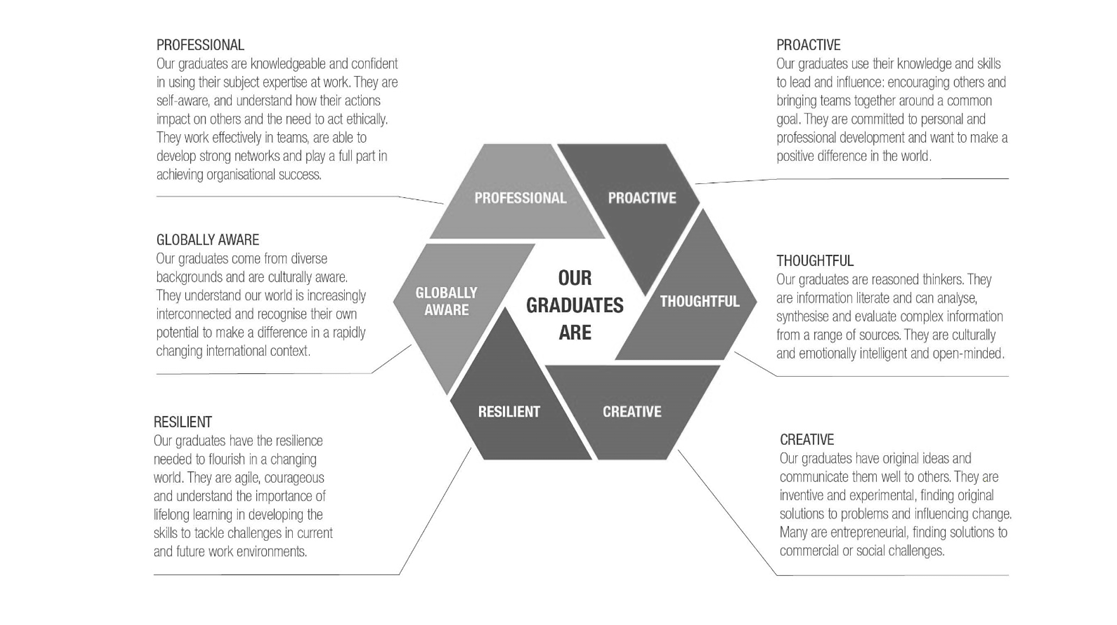 PROFESSIONAL
Our graduates are knowledgeable and confident
in using their subject expertise at work. They are
self-aware, and understand how their actions
impact on others and the need to act ethically.
They work effectively in teams, are able to
develop strong networks and play a full part in
achieving organisational success.
GLOBALLY AWARE
Our graduates come from diverse
backgrounds and are culturally aware.
They understand our world is increasingly
interconnected and recognise their own
potential to make a difference in a rapidly
changing international context.
RESILIENT
Our graduates have the resilience
needed to flourish in a changing
world. They are agile, courageous
and understand the importance of
lifelong learning in developing the
skills to tackle challenges in current
and future work environments.
PROFESSIONAL
PROACTIVE
GLOBALLY
AWARE
OUR
GRADUATES
ARE
THOUGHTFUL
RESILIENT
CREATIVE
PROACTIVE
Our graduates use their knowledge and skills
to lead and influence: encouraging others and
bringing teams together around a common
goal. They are committed to personal and
professional development and want to make a
positive difference in the world.
THOUGHTFUL
Our graduates are reasoned thinkers. They
are information literate and can analyse,
synthesise and evaluate complex information
from a range of sources. They are culturally
and emotionally intelligent and open-minded.
CREATIVE
Our graduates have original ideas and
communicate them well to others. They are
inventive and experimental, finding original
solutions to problems and influencing change.
Many are entrepreneurial, finding solutions to
commercial or social challenges.